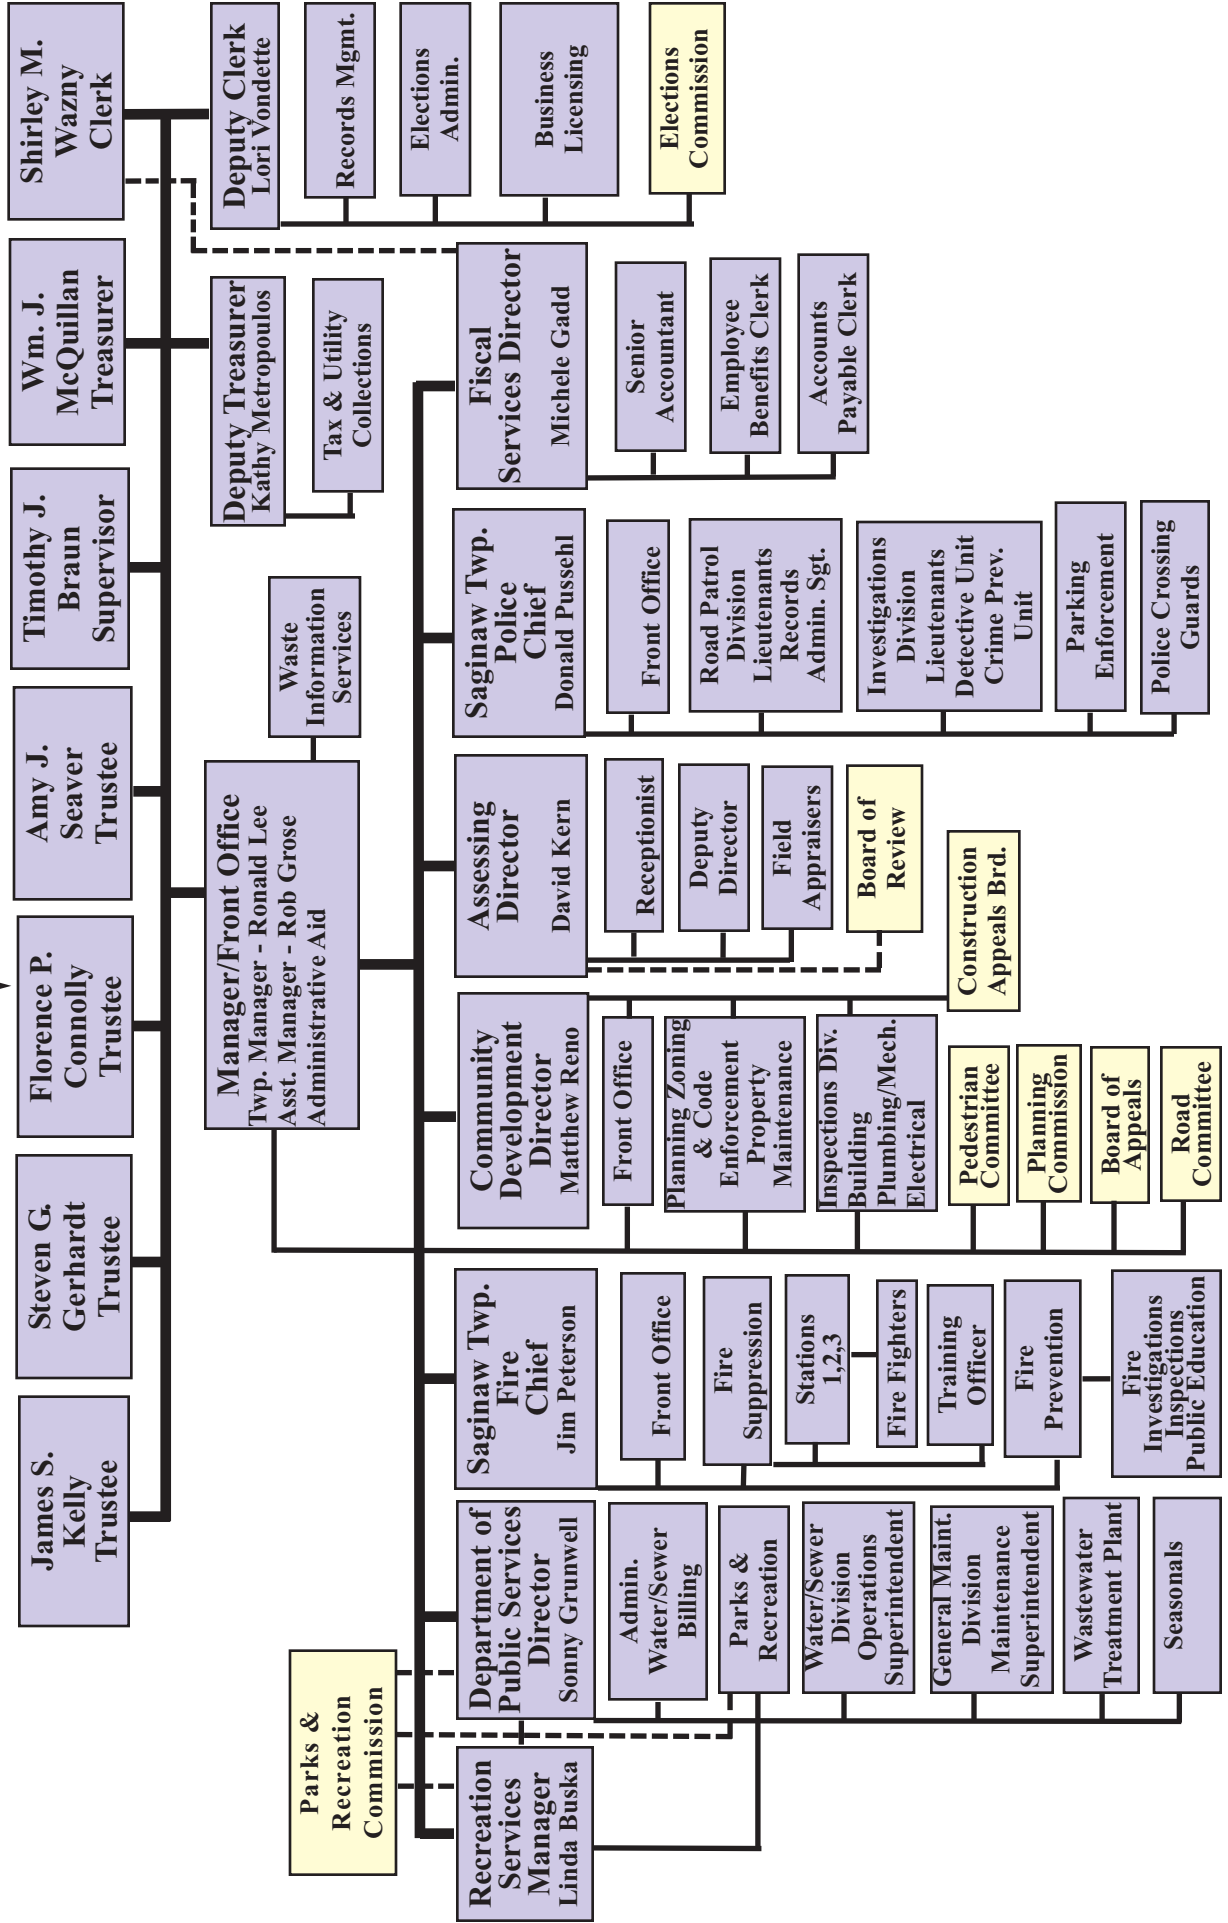 James S.
Kelly
Trustee
Steven G.
Gerhardt
Trustee
Florence P.
Connolly
Trustee
Amy J.
Seaver
Trustee
Timothy J.
Braun
Supervisor
Wm. J.
McQuillan
Treasurer
Shirley M.
Wazny
Clerk
Manager/Front Office
Twp. Manager - Ronald Lee
Asst. Manager - Rob Grose
Administrative Aid
Waste
Information
Services
Deputy Treasurer
Kathy Metropoulos
Tax & Utility
Collections
Deputy Clerk
Lori Vondette
Records Mgmt.
Elections
Admin.
Business
Licensing
Elections
Commission
Parks &
Recreation
Commission
Recreation
Services
Manager
Linda Buska
Department of
Public Services
Director
Sonny Grunwell
Admin.
Water/Sewer
Billing
Parks &
Recreation
Water/Sewer
Division
Operations
Superintendent
General Maint.
Division
Maintenance
Superintendent
Wastewater
Treatment Plant
Seasonals
Saginaw Twp.
Fire
Chief
Jim Peterson
Front Office
Fire
Suppression
Stations
1,2,3
Fire Fighters
Training
Officer
Fire
Prevention
Fire
Investigations
Inspections
Public Education
Community
Development
Director
Matthew Reno
Front Office
Planning Zoning
& Code
Enforcement
Property
Maintenance
Inspections Div.
Building
Plumbing/Mech.
Electrical
Pedestrian
Committee
Planning
Commission
Board of
Appeals
Road
Committee
Construction
Appeals Brd.
Assessing
Director
David Kern
Receptionist
Deputy
Director
Field
Appraisers
Board of
Review
Saginaw Twp.
Police
Chief
Donald Pussehl
Front Office
Road Patrol
Division
Lieutenants
Records
Admin. Sgt.
Investigations
Division
Lieutenants
Detective Unit
Crime Prev.
Unit
Parking
Enforcement
Police Crossing
Guards
Fiscal
Services Director
Michele Gadd
Senior
Accountant
Employee
Benefits Clerk
Accounts
Payable Clerk